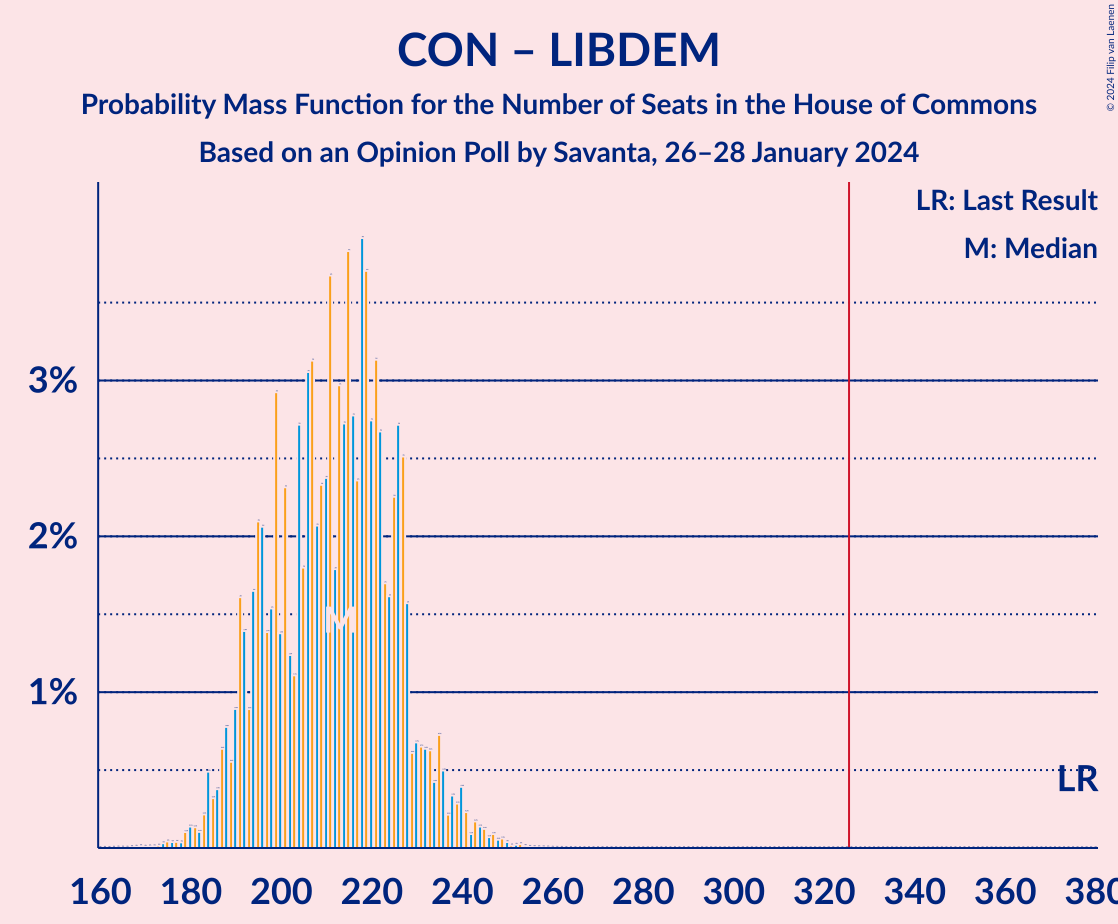 CON – LIBDEM
Probability Mass Function for the Number of Seats in the House of Commons
Based on an Opinion Poll by Savanta, 26–28 January 2024
© 2024 Filip van Laenen
LR: Last Result
M: Median
3%
2%
1%
M
LR
160 180 200 220 240 260 280 300 320 340 360 380